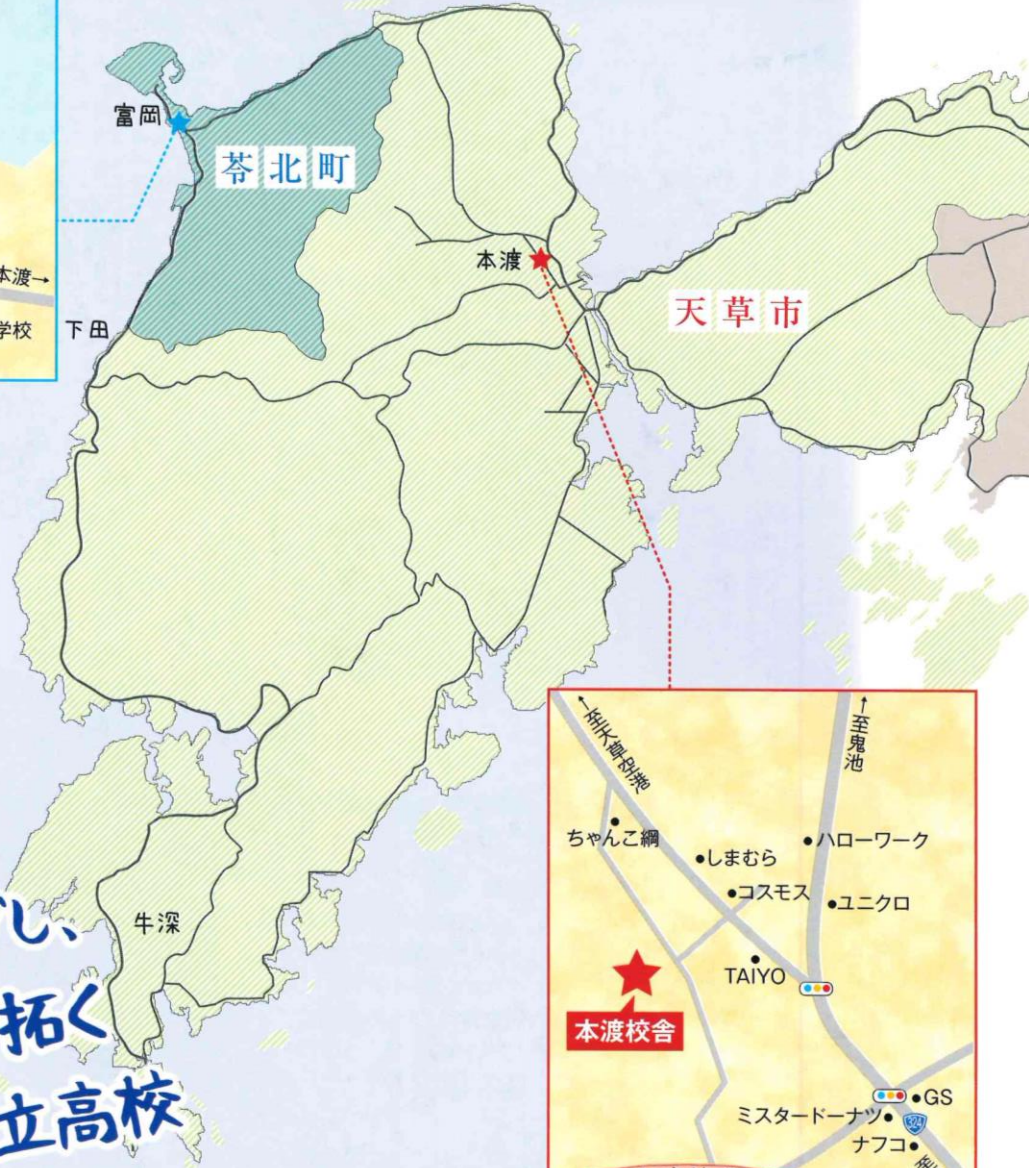 富岡
苓北町
本渡
天草市
本渡→
学校
下田
←至天草空港
←至鬼池
ちゃんこ綱
ハローワーク
しまむら
コスモス
ユニクロ
TAIYO
本渡校舎
GS
ミスタードーナツ
324
ナフコ
牛深
し、
拓く
立高校